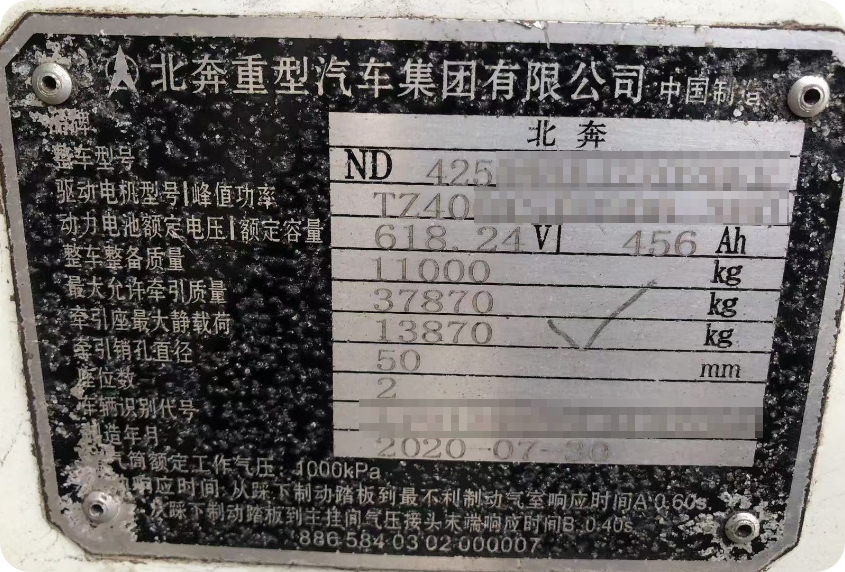 北奔重型汽车集团有限公司 中国制造
品牌 北奔
整车型号 ND 425
驱动电机型号|峰值功率 TZ40
动力电池额定电压|额定容量 618.24 V| 456 Ah
整车整备质量 11000 kg
最大允许牵引质量 37870 kg
牵引座最大静载荷 13870 kg
牵引销孔直径 50 mm
座位数 2
车辆识别代号
制造年月 2020-07-30
气筒额定工作气压：1000kPa
响应时间：从踩下制动踏板到最不利制动气室响应时间A:0.60s
从踩下制动踏板到主挂间气压接头末端响应时间B:0.40s
886 584 03 02 000007